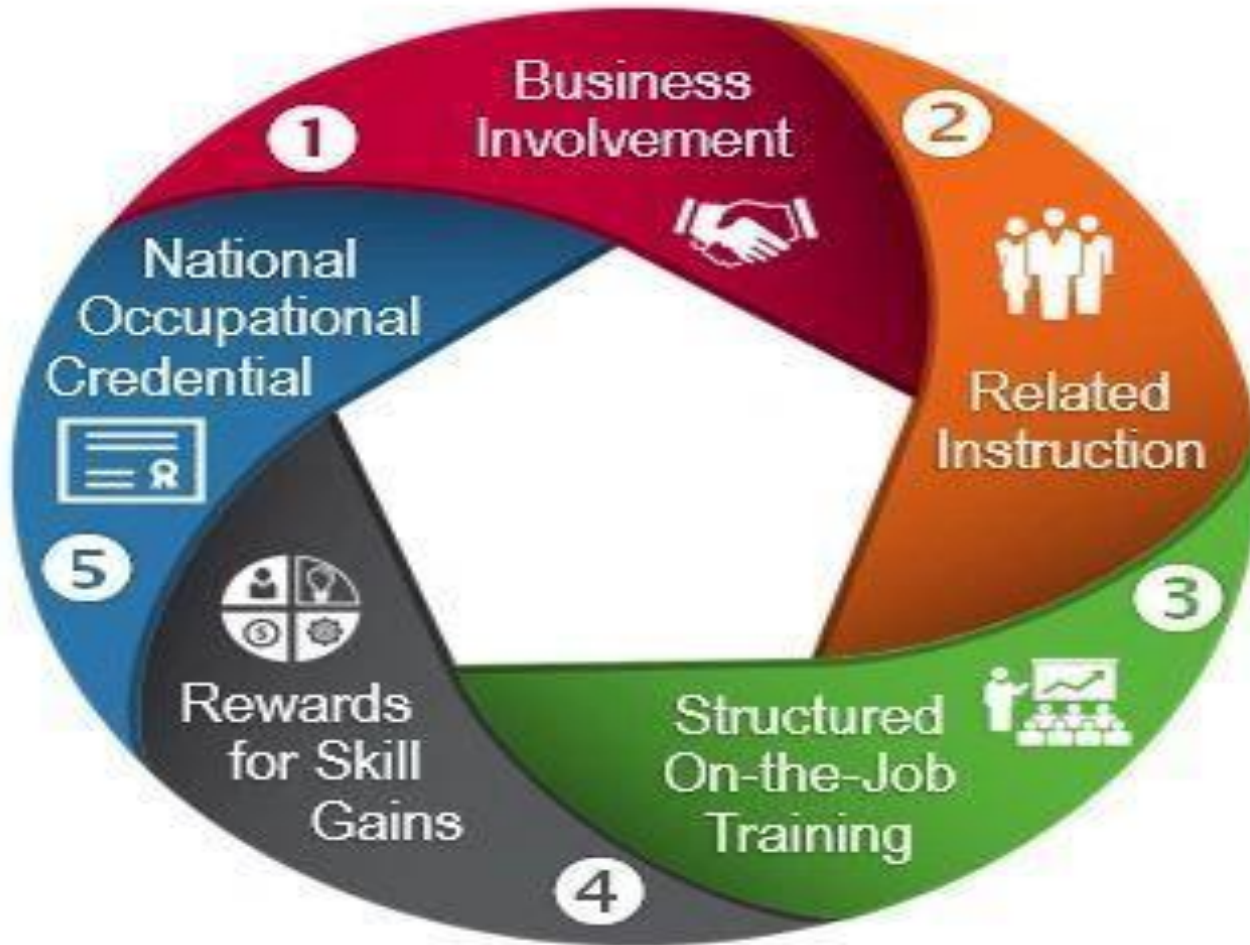 1
Business
Involvement
2
Related
Instruction
3
Structured
On-the-Job
Training
4
Rewards
for Skill
Gains
5
National
Occupational
Credential
$